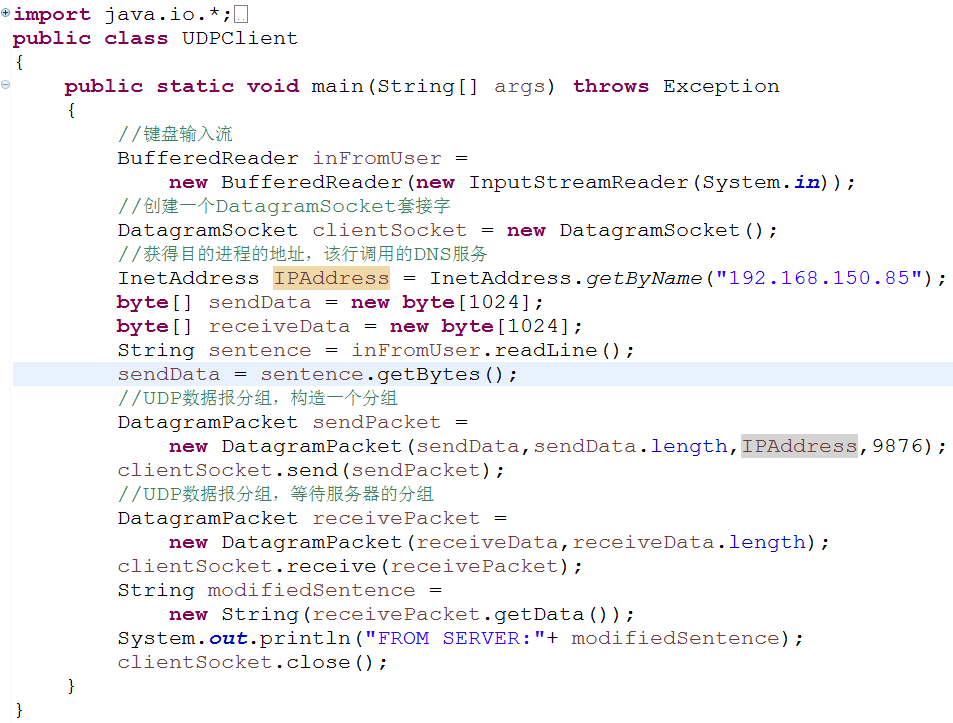 import java.io.*;
public class UDPClient
{
public static void main(String[] args) throws Exception
{
//键盘输入流
BufferedReader inFromUser =
new BufferedReader(new InputStreamReader(System.in));
//创建一个DatagramSocket套接字
DatagramSocket clientSocket = new DatagramSocket();
//获得目的进程的地址，该行调用的DNS服务
InetAddress IPAddress = InetAddress.getByName("192.168.150.85");
byte[] sendData = new byte[1024];
byte[] receiveData = new byte[1024];
String sentence = inFromUser.readLine();
sendData = sentence.getBytes();
//UDP数据报分组，构造一个分组
DatagramPacket sendPacket =
new DatagramPacket(sendData,sendData.length,IPAddress,9876);
clientSocket.send(sendPacket);
//UDP数据报分组，等待服务器的分组
DatagramPacket receivePacket =
new DatagramPacket(receiveData,receiveData.length);
clientSocket.receive(receivePacket);
String modifiedSentence =
new String(receivePacket.getData());
System.out.println("FROM SERVER:"+ modifiedSentence);
clientSocket.close();
}
}